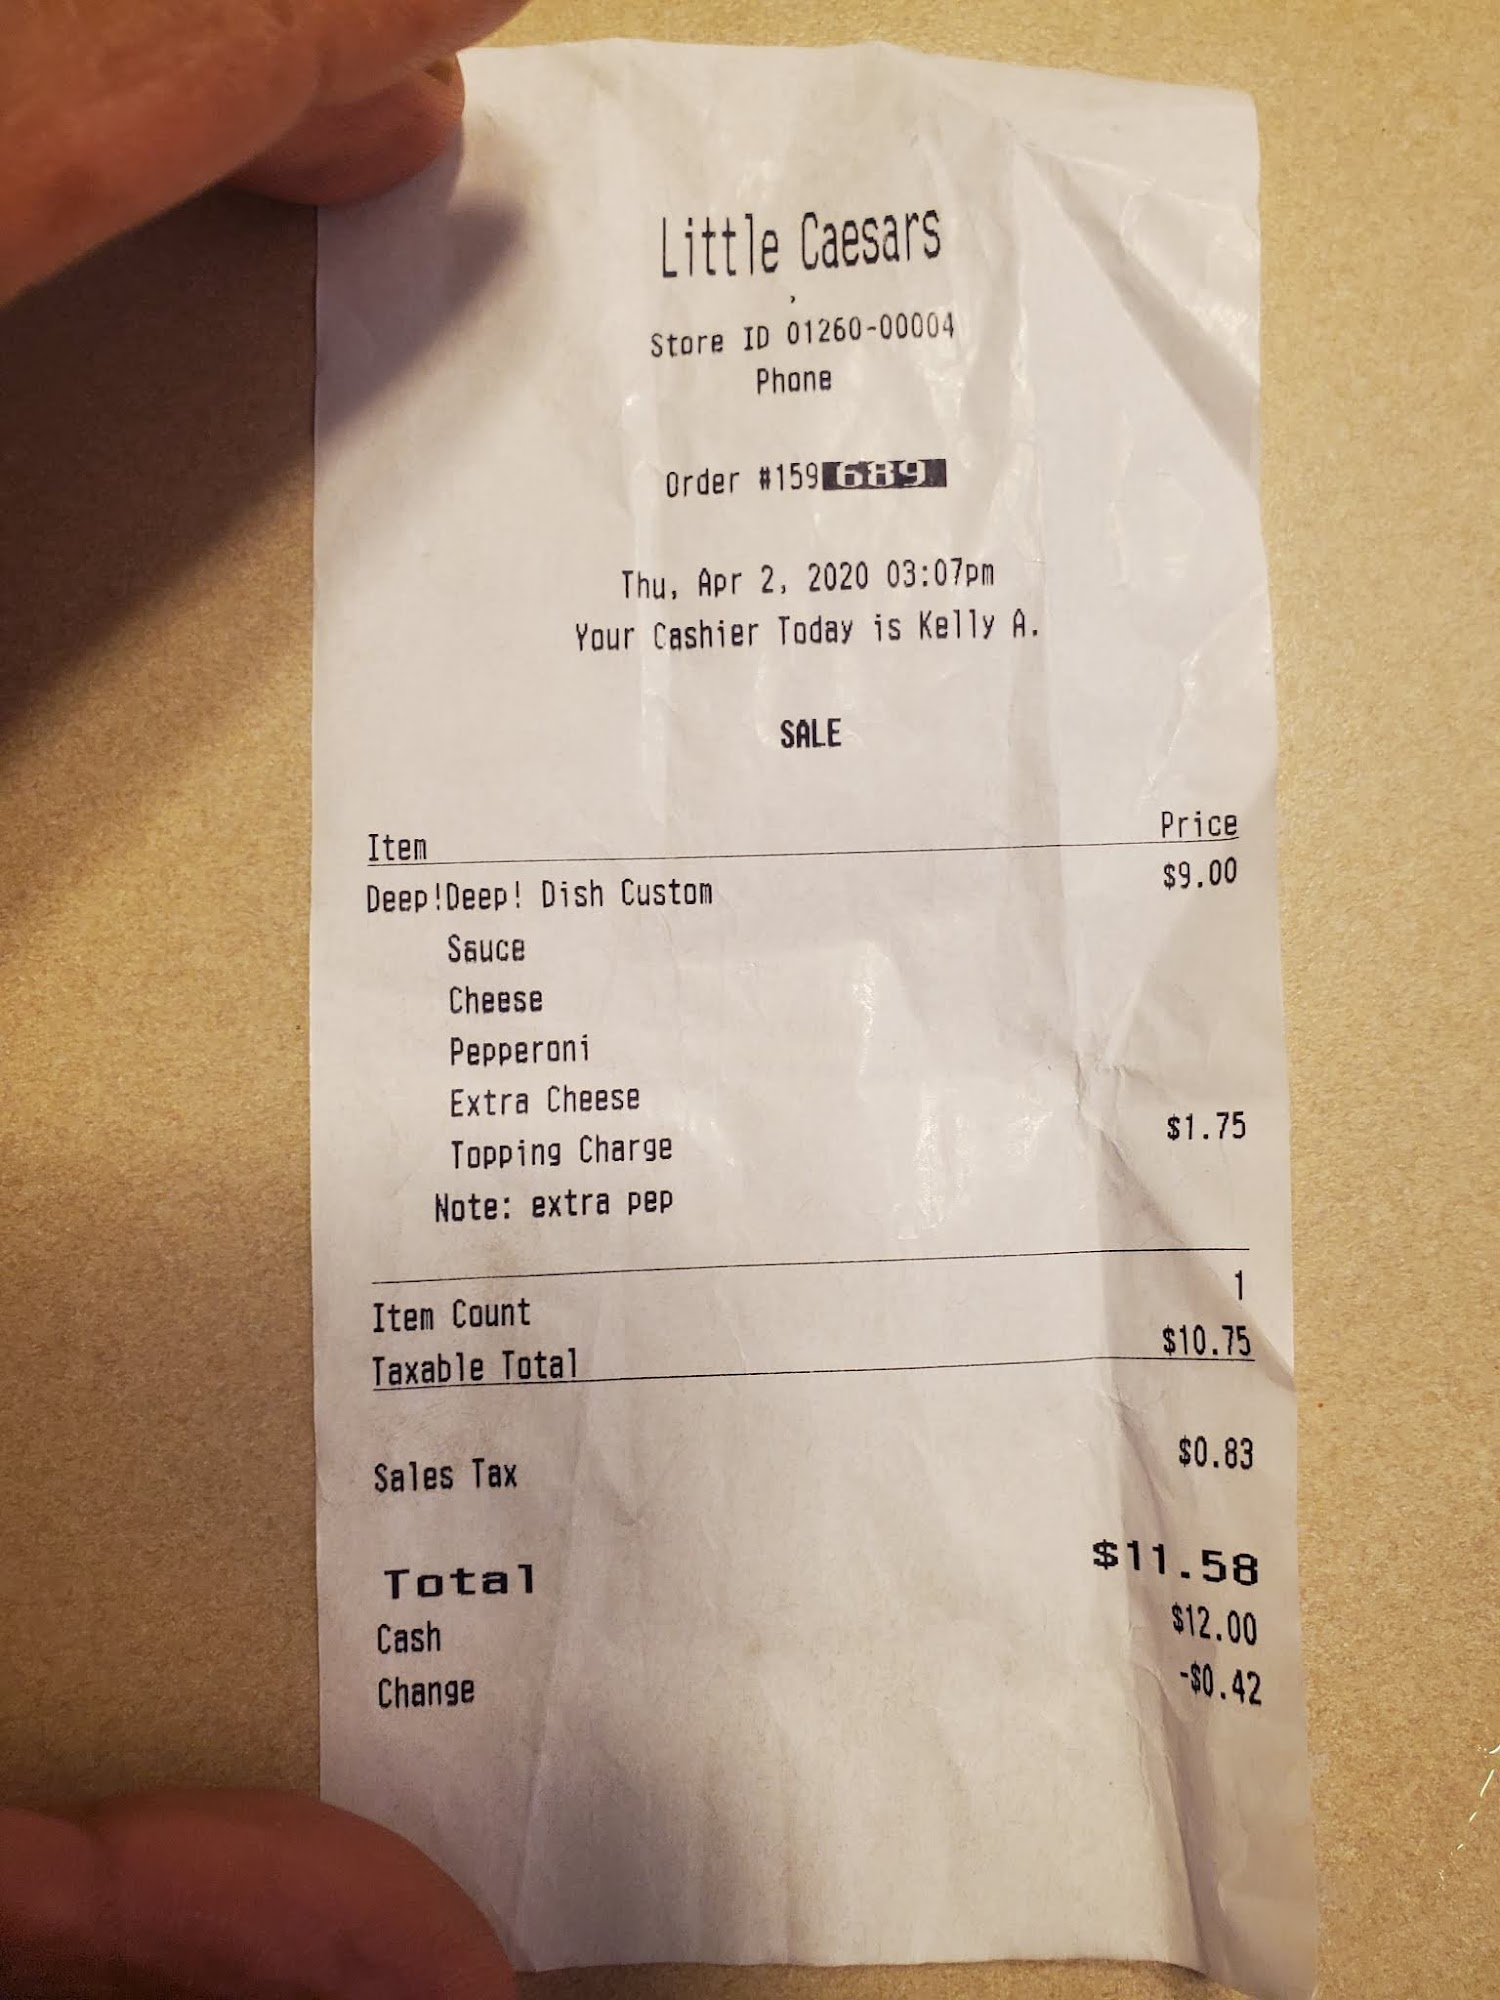 Little Caesars
,
Store ID 01260-00004
Phone
Order #159689
Thu, Apr 2, 2020 03:07pm
Your Cashier Today is Kelly A.
SALE
Item Price
Deep!Deep! Dish Custom $9.00
Sauce
Cheese
Pepperoni
Extra Cheese
Topping Charge $1.75
Note: extra pep
Item Count 1
Taxable Total $10.75
Sales Tax $0.83
Total $11.58
Cash $12.00
Change -$0.42